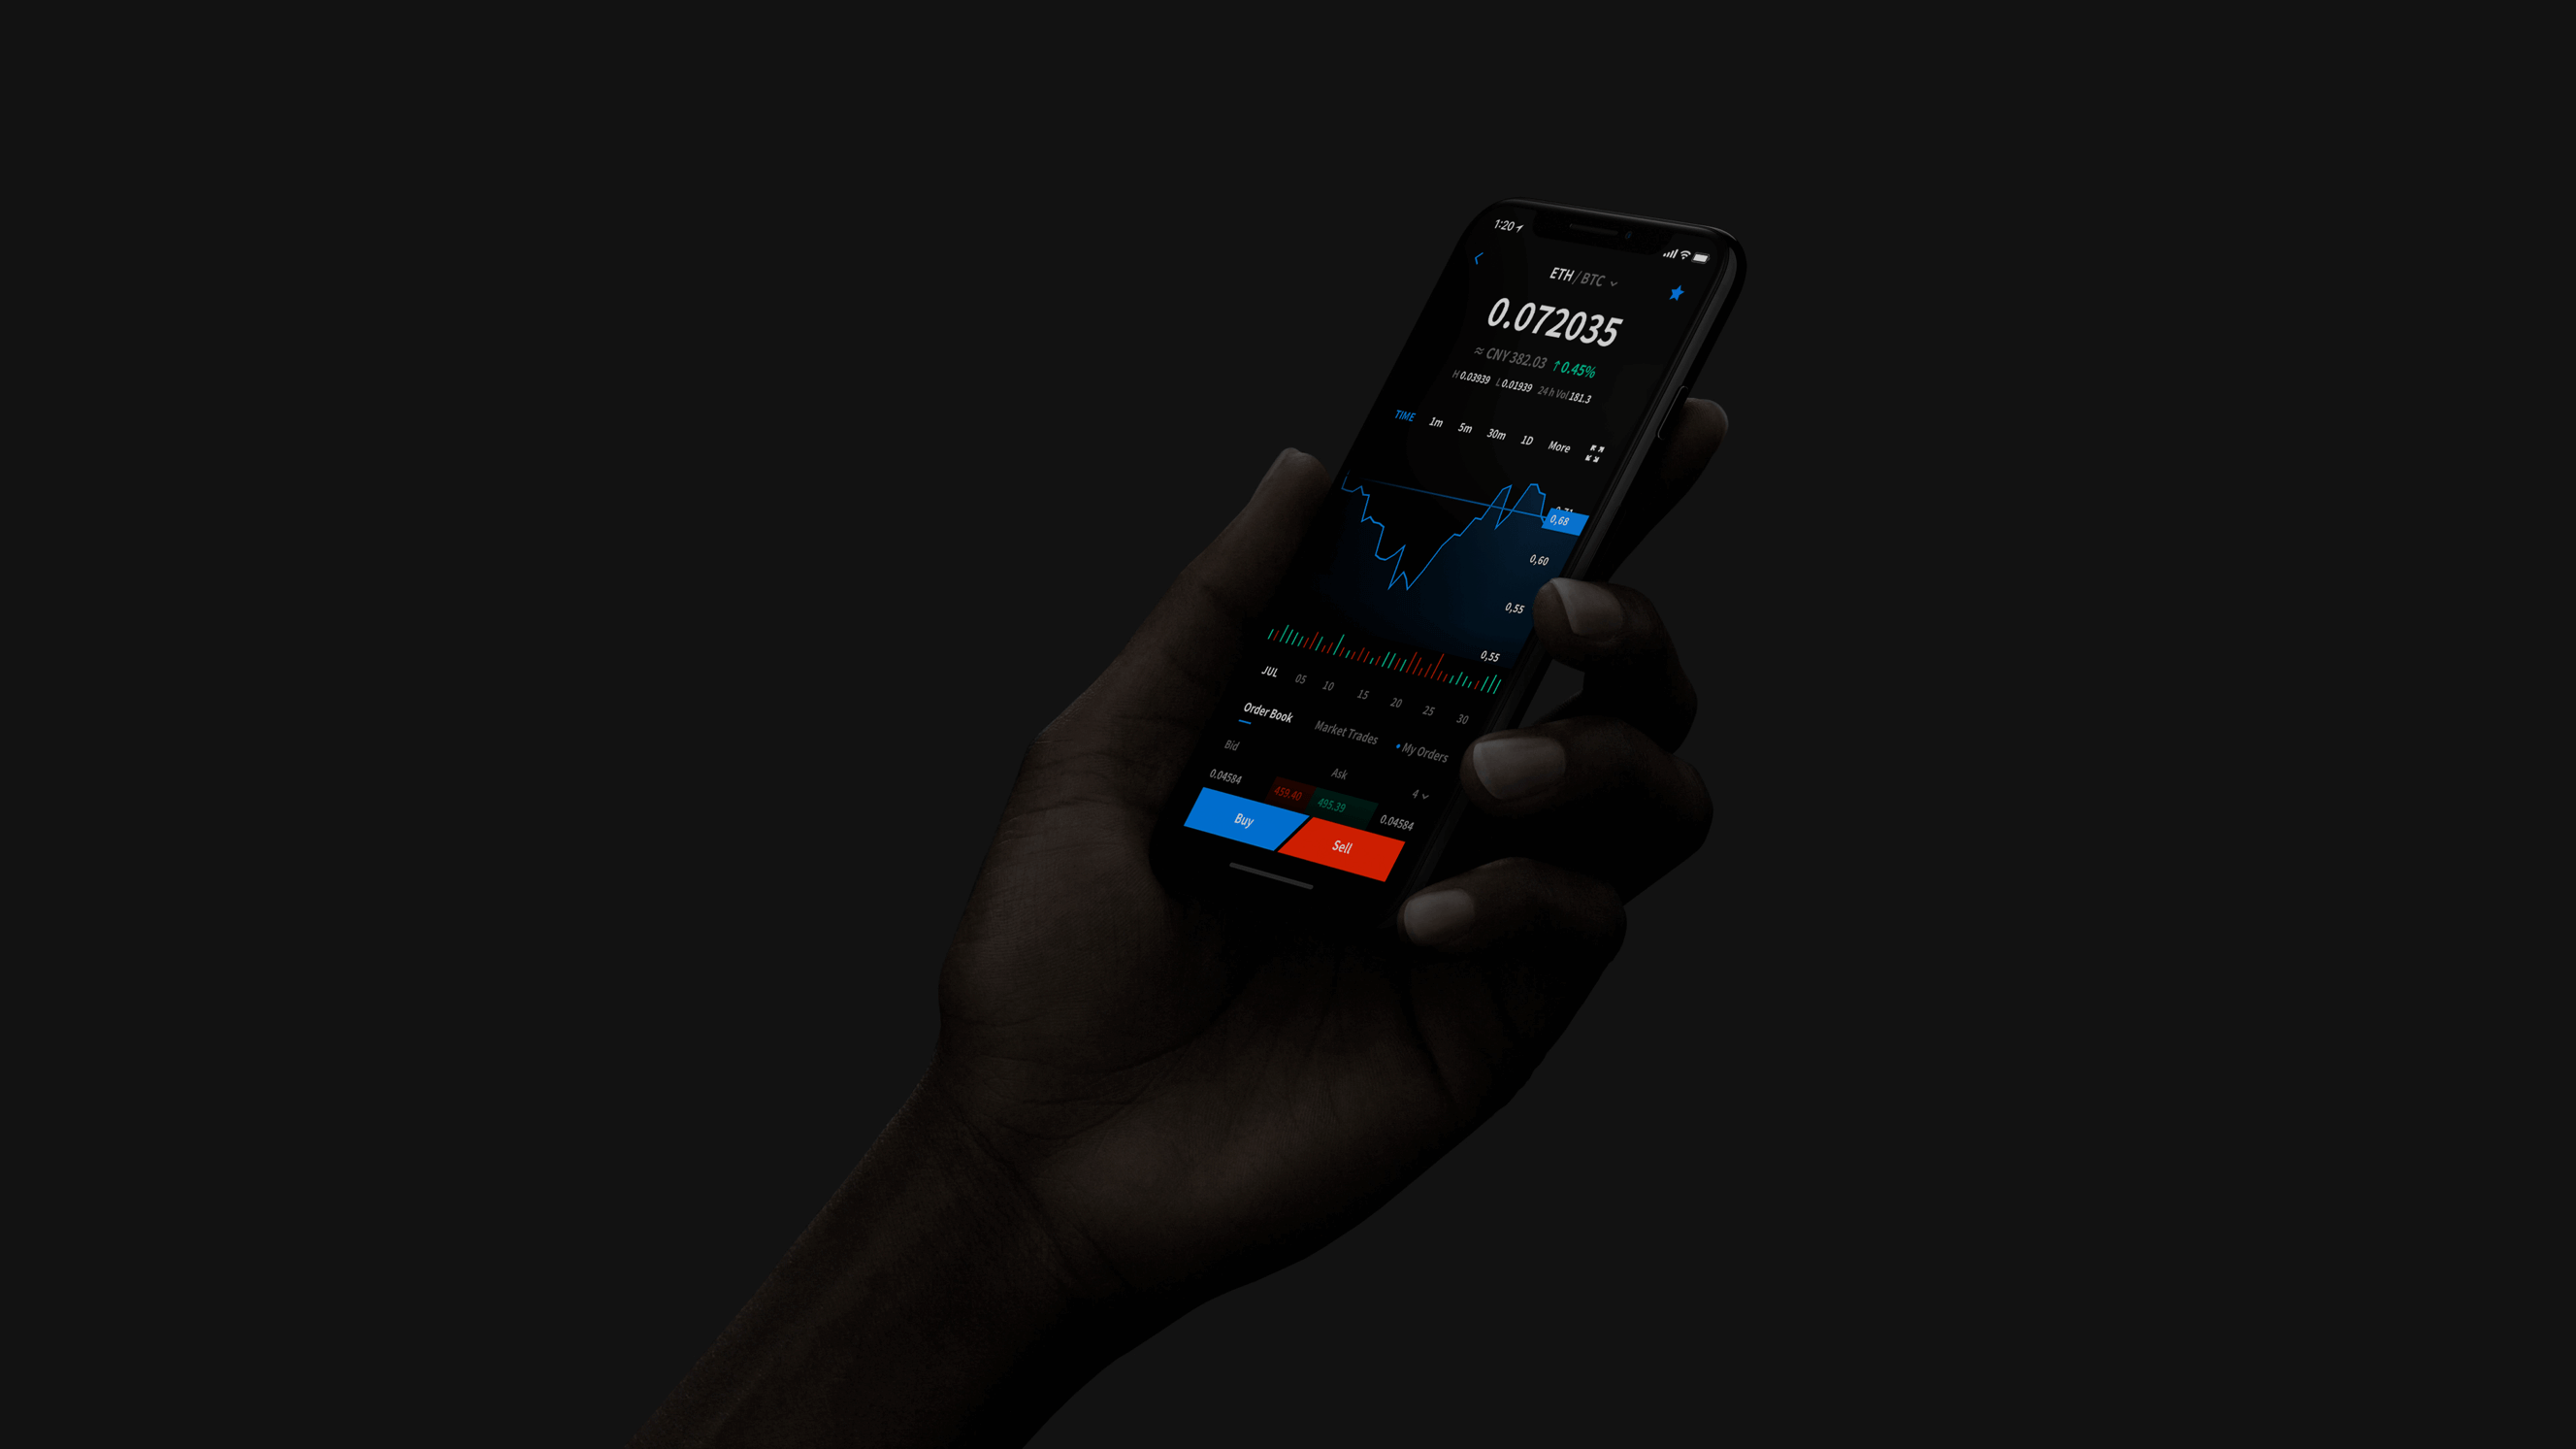 1:20
ETH / BTC
0.072035
≈ CNY 382.03 ↑0.45%
H 0.03939 L 0.01939 24 h Vol 181.3
TIME 1m 5m 30m 1D More
0,68
0,60
0,55
0,55
JUL 05 10 15 20 25 30
Order Book Market Trades My Orders
Bid Ask 4
0.04584 459.40 495.39 0.04584
Buy Sell